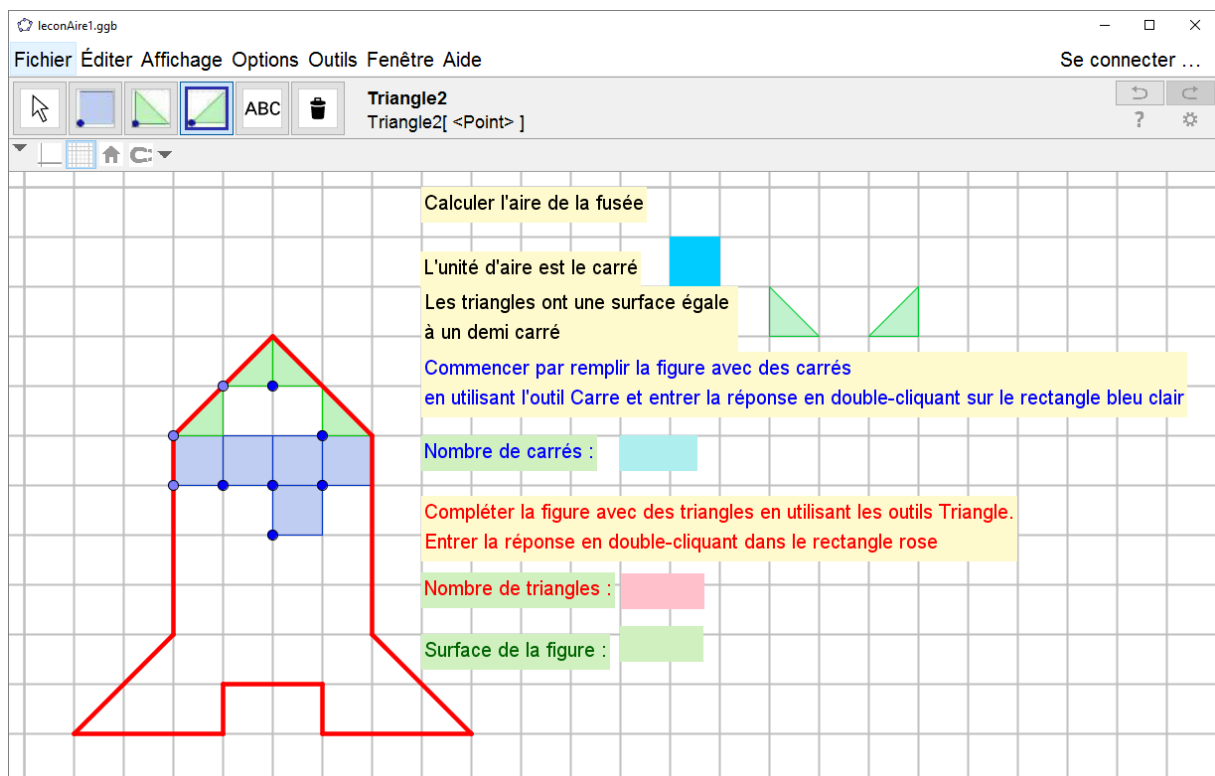 leconAire1.ggb
Fichier Éditer Affichage Options Outils Fenêtre Aide
Se connecter ...
ABC
Triangle2
Triangle2[ <Point> ]
?
Calculer l'aire de la fusée
L'unité d'aire est le carré
Les triangles ont une surface égale
à un demi carré
Commencer par remplir la figure avec des carrés
en utilisant l'outil Carre et entrer la réponse en double-cliquant sur le rectangle bleu clair
Nombre de carrés :
Compléter la figure avec des triangles en utilisant les outils Triangle.
Entrer la réponse en double-cliquant dans le rectangle rose
Nombre de triangles :
Surface de la figure :